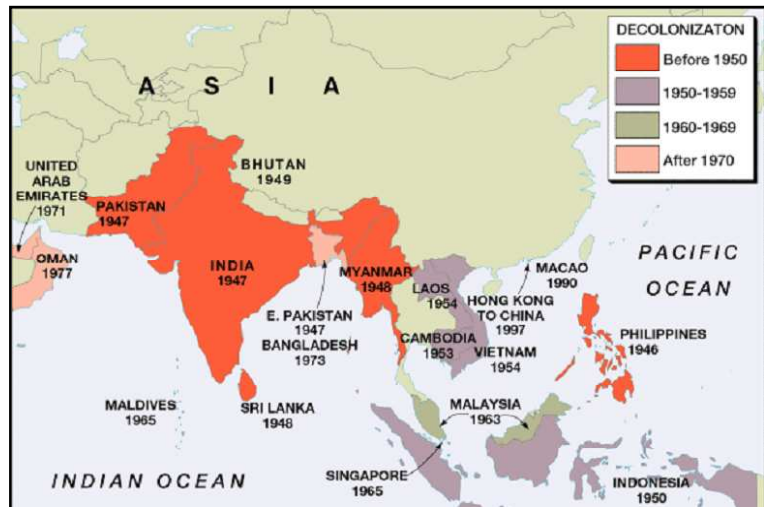 DECOLONIZATON
Before 1950
1950-1959
1960-1969
After 1970
A S I A
UNITED
ARAB
EMIRATES
1971
OMAN
1977
PAKISTAN
1947
BHUTAN
1949
INDIA
1947
E. PAKISTAN
1947
BANGLADESH
1973
MYANMAR
1948
LAOS
1954
CAMBODIA
1953
VIETNAM
1954
HONG KONG
TO CHINA
1997
MACAO
1990
PACIFIC
OCEAN
PHILIPPINES
1946
MALDIVES
1965
SRI LANKA
1948
MALAYSIA
1963
SINGAPORE
1965
INDONESIA
1950
INDIAN OCEAN